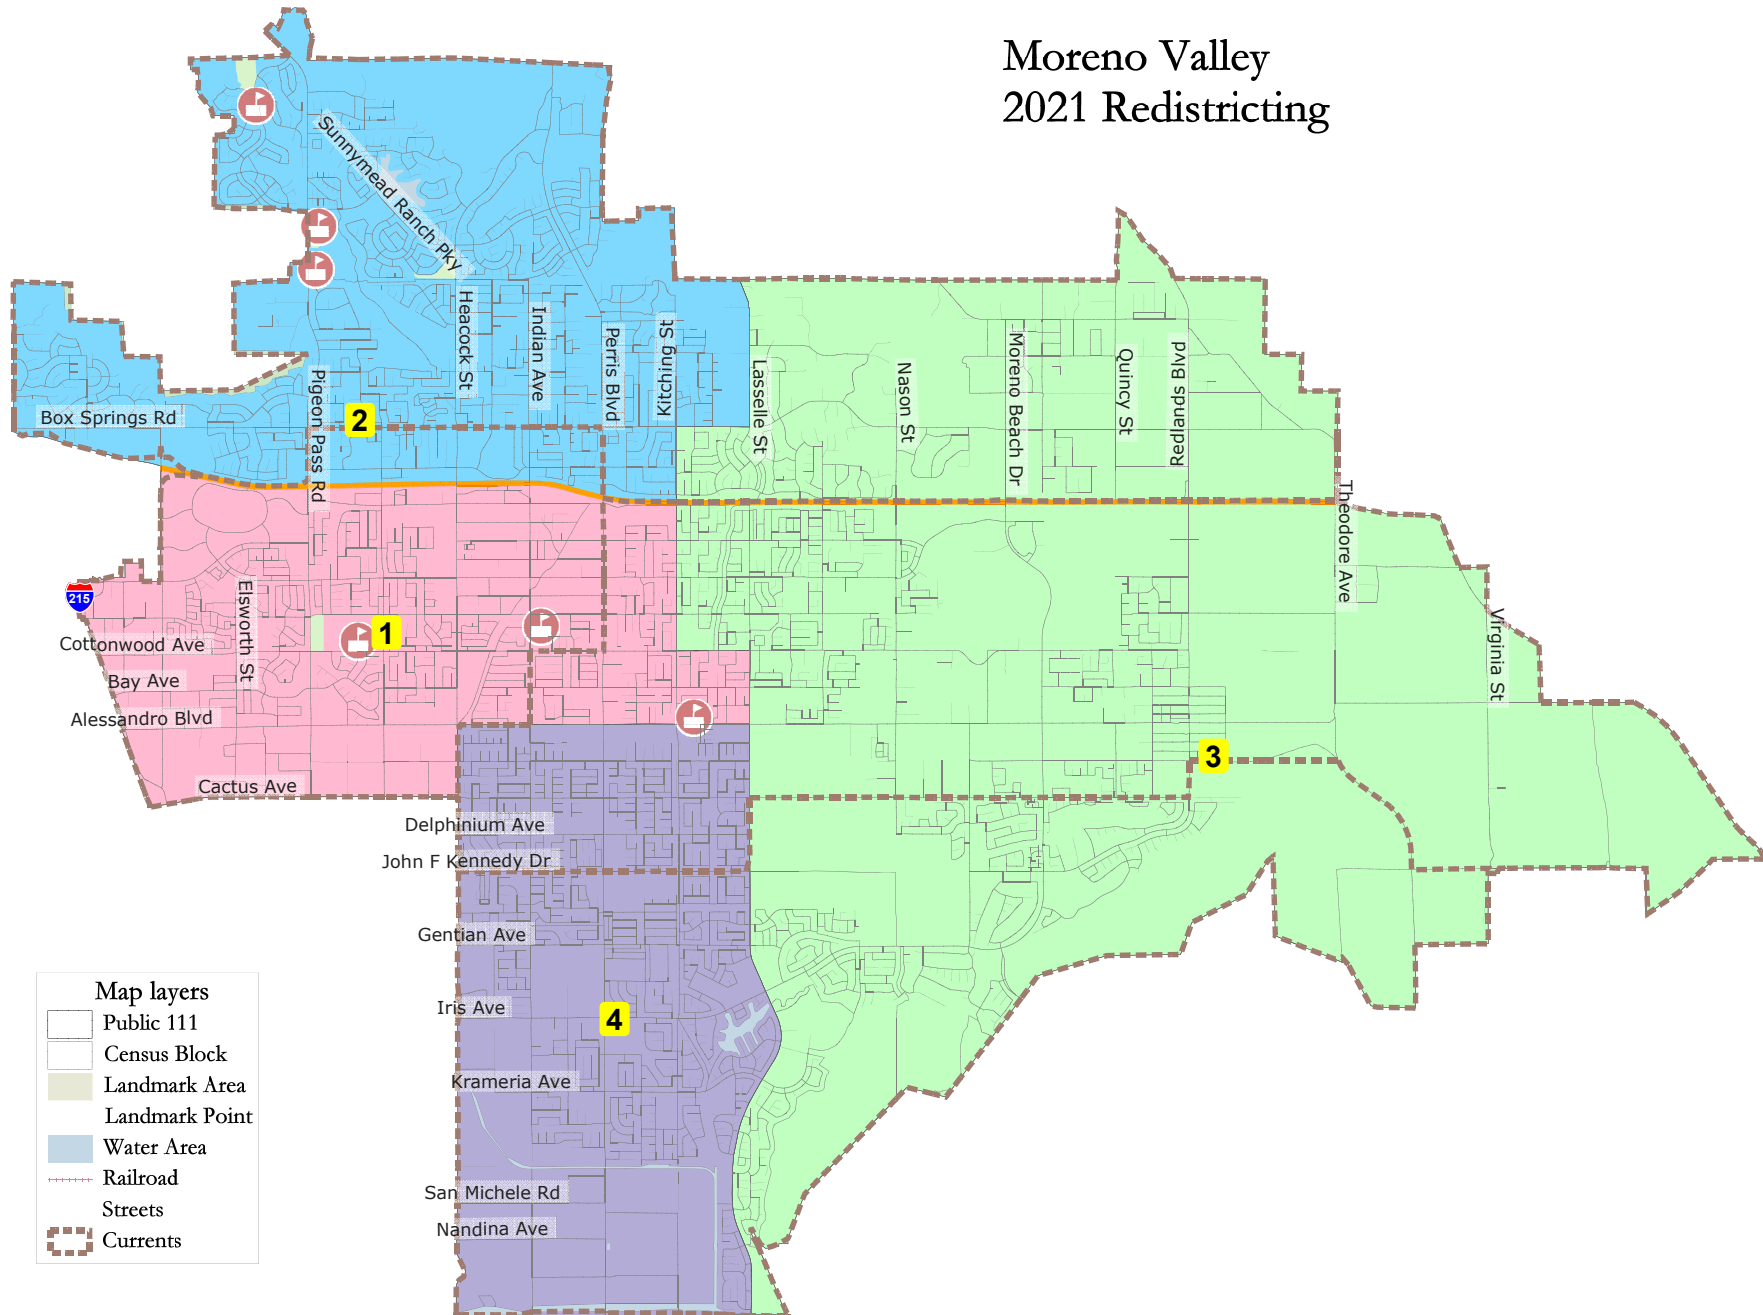 Moreno Valley
2021 Redistricting
Sunnymead Ranch Pky
Heacock St
Indian Ave
Perris Blvd
Kitching St
Pigeon Pass Rd
Box Springs Rd
2
Lasselle St
Nason St
Moreno Beach Dr
Quincy St
Redlands Blvd
Theodore Ave
Virginia St
215
Elsworth St
1
Cottonwood Ave
Bay Ave
Alessandro Blvd
Cactus Ave
3
Delphinium Ave
John F Kennedy Dr
Gentian Ave
Iris Ave
4
Krameria Ave
San Michele Rd
Nandina Ave
Map layers
Public 111
Census Block
Landmark Area
Landmark Point
Water Area
Railroad
Streets
Currents